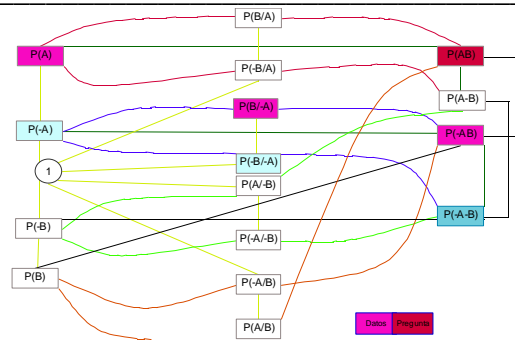 P(B/A)
P(A)
P(AB)
P(-B/A)
P(A-B)
P(B/-A)
P(-A)
P(-AB)
P(-B/-A)
1
P(A/-B)
P(-A-B)
P(-B)
P(-A/-B)
P(B)
P(-A/B)
P(A/B)
Datos
Pregunta